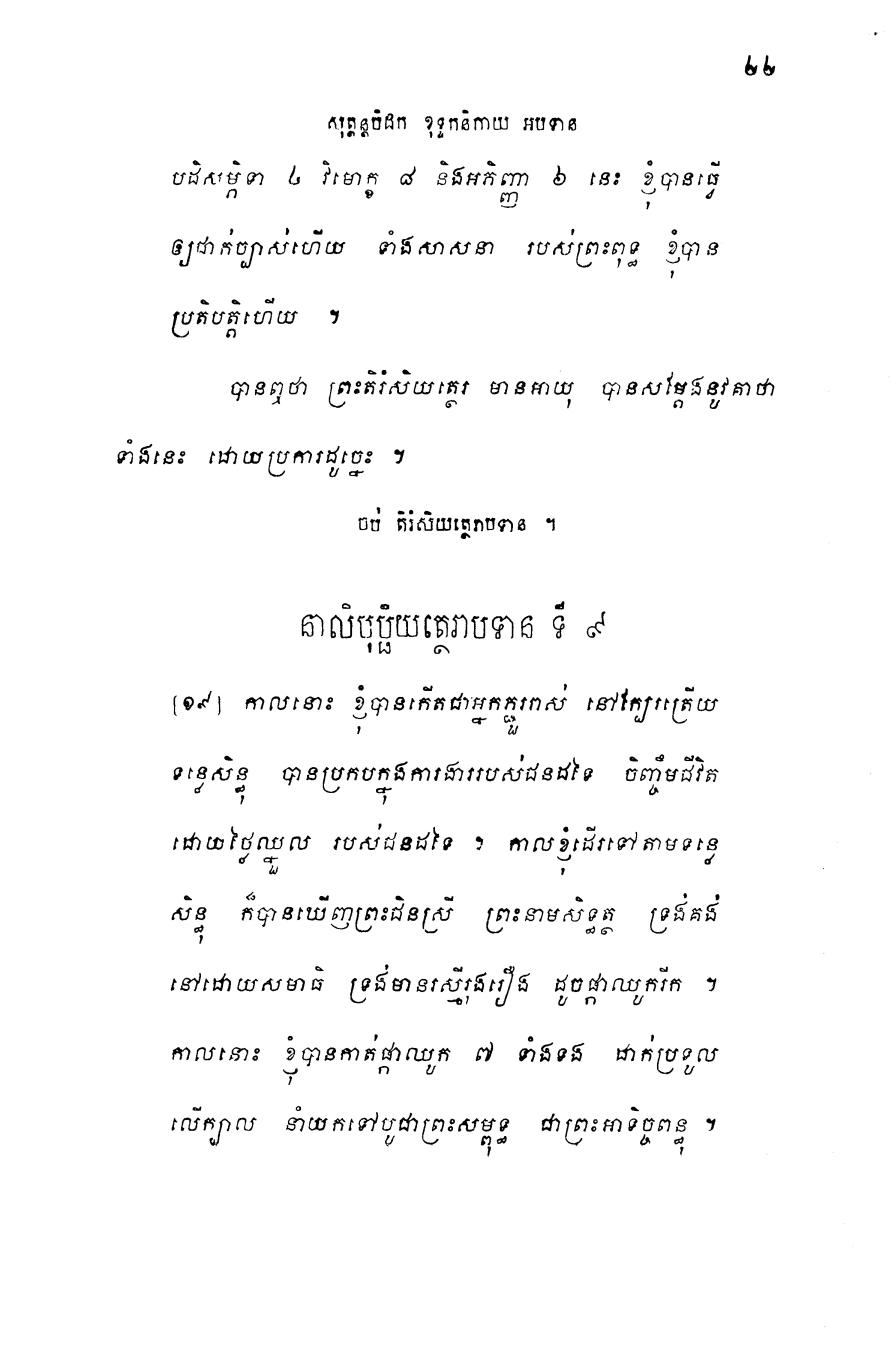 ២២
សុត្តន្តបិដក ខុទ្ទកនិកាយ អបទាន
បដិសម្ភិទា ៤ វិមោក្ខ ៨ និងអភិញ្ញា ៦ នេះ ខ្ញុំបានធ្វើ
ឲ្យជាក់ច្បាស់ហើយ ទាំងសាសនា របស់ព្រះពុទ្ធ ខ្ញុំបាន
ប្រតិបត្តិហើយ ។
បានឮថា ព្រះតិរំសិយត្ថេរ មានអាយុ បានសម្តែងនូវគាថា
ទាំងនេះ ដោយប្រការដូច្នេះ ។
ចប់ តិរំសិយត្ថេរាបទាន ។
នាលិបុប្ផិយត្ថេរាបទាន ទី ៩
[១៩] កាលនោះ ខ្ញុំបានកើតជាអ្នកភ្ជួររាស់ នៅក្បែរត្រើយ
ទន្លេសិន្ធុ បានប្រកបក្នុងការងាររបស់ជនដទៃ ចិញ្ចឹមជីវិត
ដោយថ្លៃឈ្នួល របស់ជនដទៃ ។ កាលខ្ញុំដើរទៅតាមទន្លេ
សិន្ធុ ក៏បានឃើញព្រះជិនស្រី ព្រះនាមសិទ្ធត្ថ ទ្រង់គង់
នៅដោយសមាធិ ទ្រង់មានរស្មីរុងរឿង ដូចផ្កាឈូករីក ។
កាលនោះ ខ្ញុំបានកាត់ផ្កាឈូក ៧ ទាំងទង ដាក់ប្រទូល
លើក្បាល នាំយកទៅបូជាព្រះសម្ពុទ្ធ ជាព្រះអាទិច្ចពន្ធុ ។